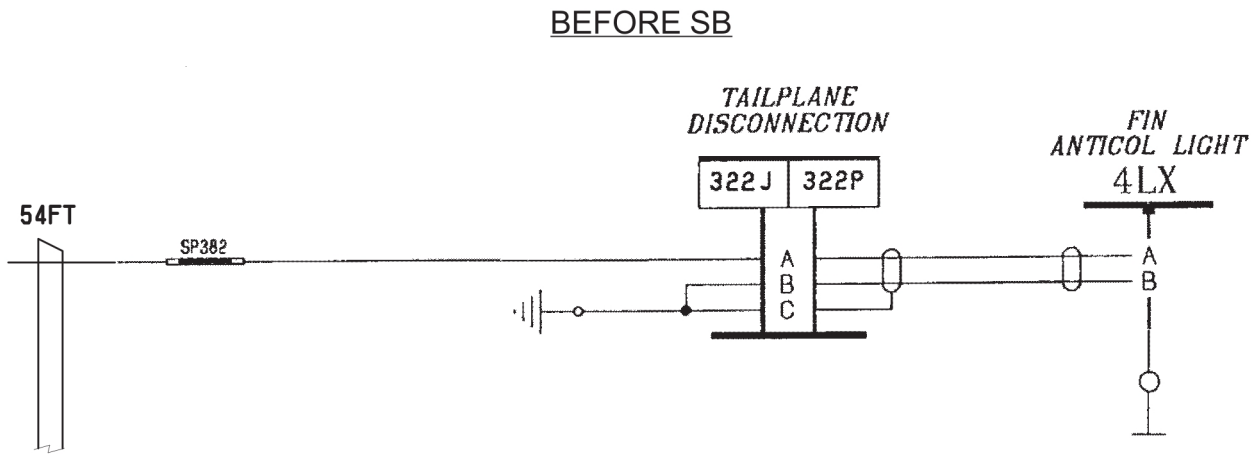 BEFORE SB
TAILPLANE
DISCONNECTION
FIN
ANTICOL LIGHT
4LX
322J 322P
54FT
SP382
A A
B B
C